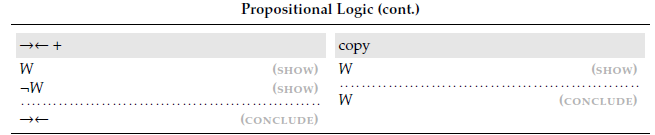 Propositional Logic (cont.)
→← +
W (SHOW)
¬W (SHOW)
→← (CONCLUDE)
copy
W (SHOW)
W (CONCLUDE)